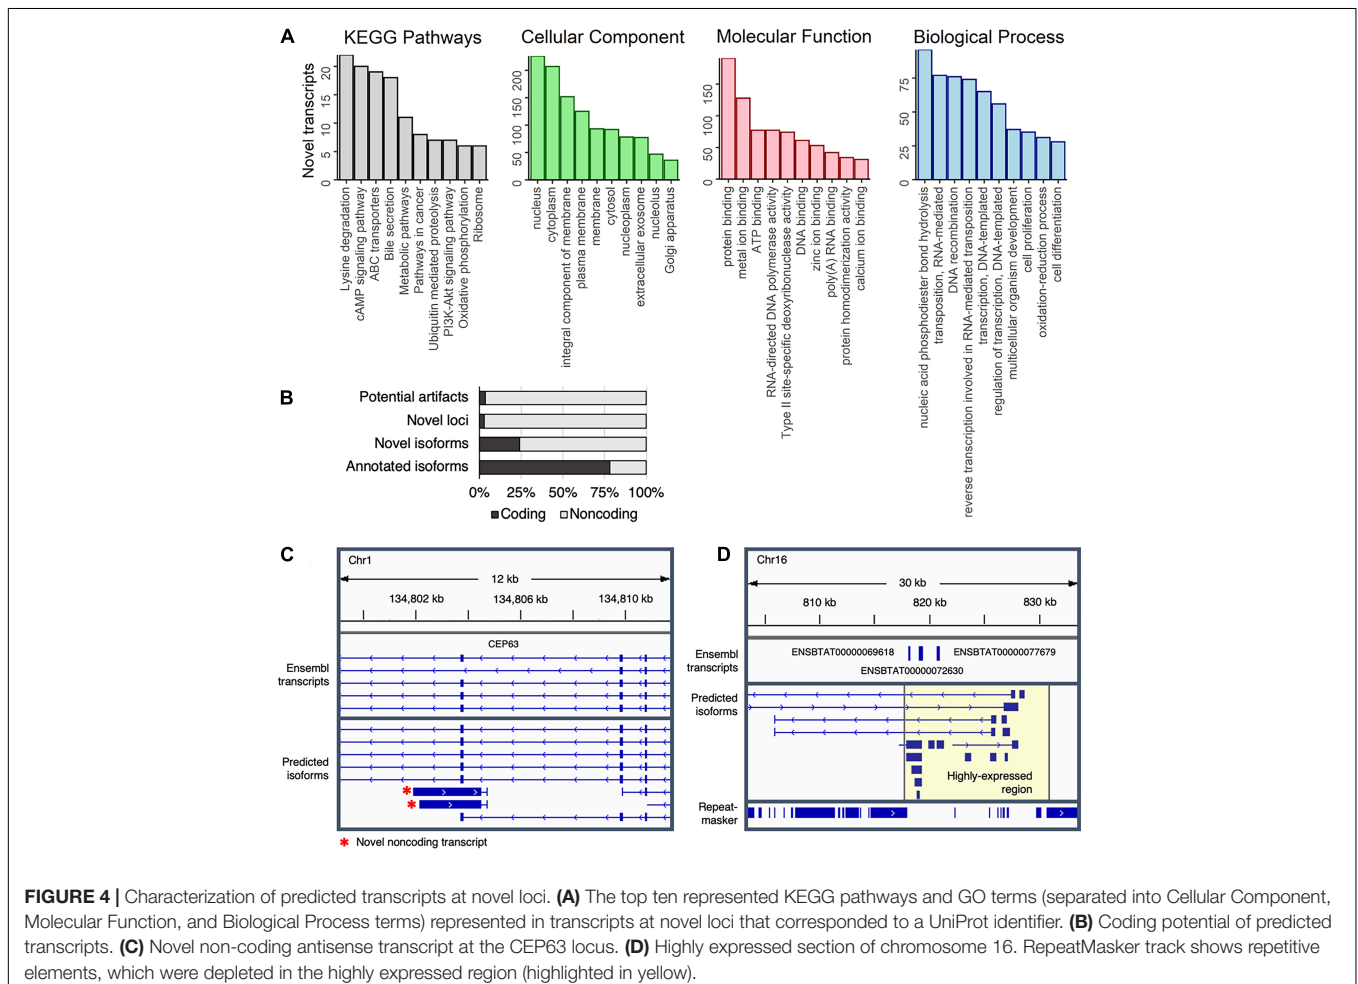 A
KEGG Pathways
Cellular Component
Molecular Function
Biological Process
Novel transcripts
0
5
10
15
20
0
50
100
150
200
0
50
100
150
0
25
50
75
Lysine degradation
cAMP signaling pathway
ABC transporters
Bile secretion
Metabolic pathways
Pathways in cancer
Ubiquitin mediated proteolysis
PI3K-Akt signaling pathway
Oxidative phosphorylation
Ribosome
nucleus
cytoplasm
integral component of membrane
plasma membrane
membrane
cytosol
nucleoplasm
extracellular exosome
nucleolus
Golgi apparatus
protein binding
metal ion binding
ATP binding
RNA-directed DNA polymerase activity
Type II site-specific deoxyribonuclease activity
DNA binding
zinc ion binding
poly(A) RNA binding
protein homodimerization activity
calcium ion binding
nucleic acid phosphodiester bond hydrolysis
transposition, RNA-mediated
DNA recombination
reverse transcription involved in RNA-mediated transposition
transcription, DNA-templated
regulation of transcription, DNA-templated
multicellular organism development
cell proliferation
oxidation-reduction process
cell differentiation
B
Potential artifacts
Novel loci
Novel isoforms
Annotated isoforms
0% 25% 50% 75% 100%
Coding Noncoding
C
Chr1
12 kb
134,802 kb 134,806 kb 134,810 kb
CEP63
Ensembl
transcripts
Predicted
isoforms
* 
*
* Novel noncoding transcript
D
Chr16
30 kb
810 kb 820 kb 830 kb
Ensembl
transcripts
ENSBTAT00000069618 ENSBTAT00000077679
ENSBTAT00000072630
Predicted
isoforms
Highly-expressed
region
Repeat-
masker
FIGURE 4 | Characterization of predicted transcripts at novel loci. (A) The top ten represented KEGG pathways and GO terms (separated into Cellular Component,
Molecular Function, and Biological Process terms) represented in transcripts at novel loci that corresponded to a UniProt identifier. (B) Coding potential of predicted
transcripts. (C) Novel non-coding antisense transcript at the CEP63 locus. (D) Highly expressed section of chromosome 16. RepeatMasker track shows repetitive
elements, which were depleted in the highly expressed region (highlighted in yellow).